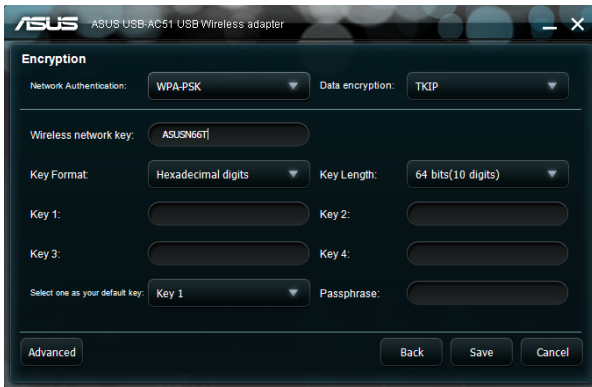 ASUS ASUS USB-AC51 USB Wireless adapter
Encryption
Network Authentication: WPA-PSK Data encryption: TKIP
Wireless network key: ASUSN66T
Key Format: Hexadecimal digits Key Length: 64 bits(10 digits)
Key 1: Key 2:
Key 3: Key 4:
Select one as your default key: Key 1 Passphrase:
Advanced Back Save Cancel